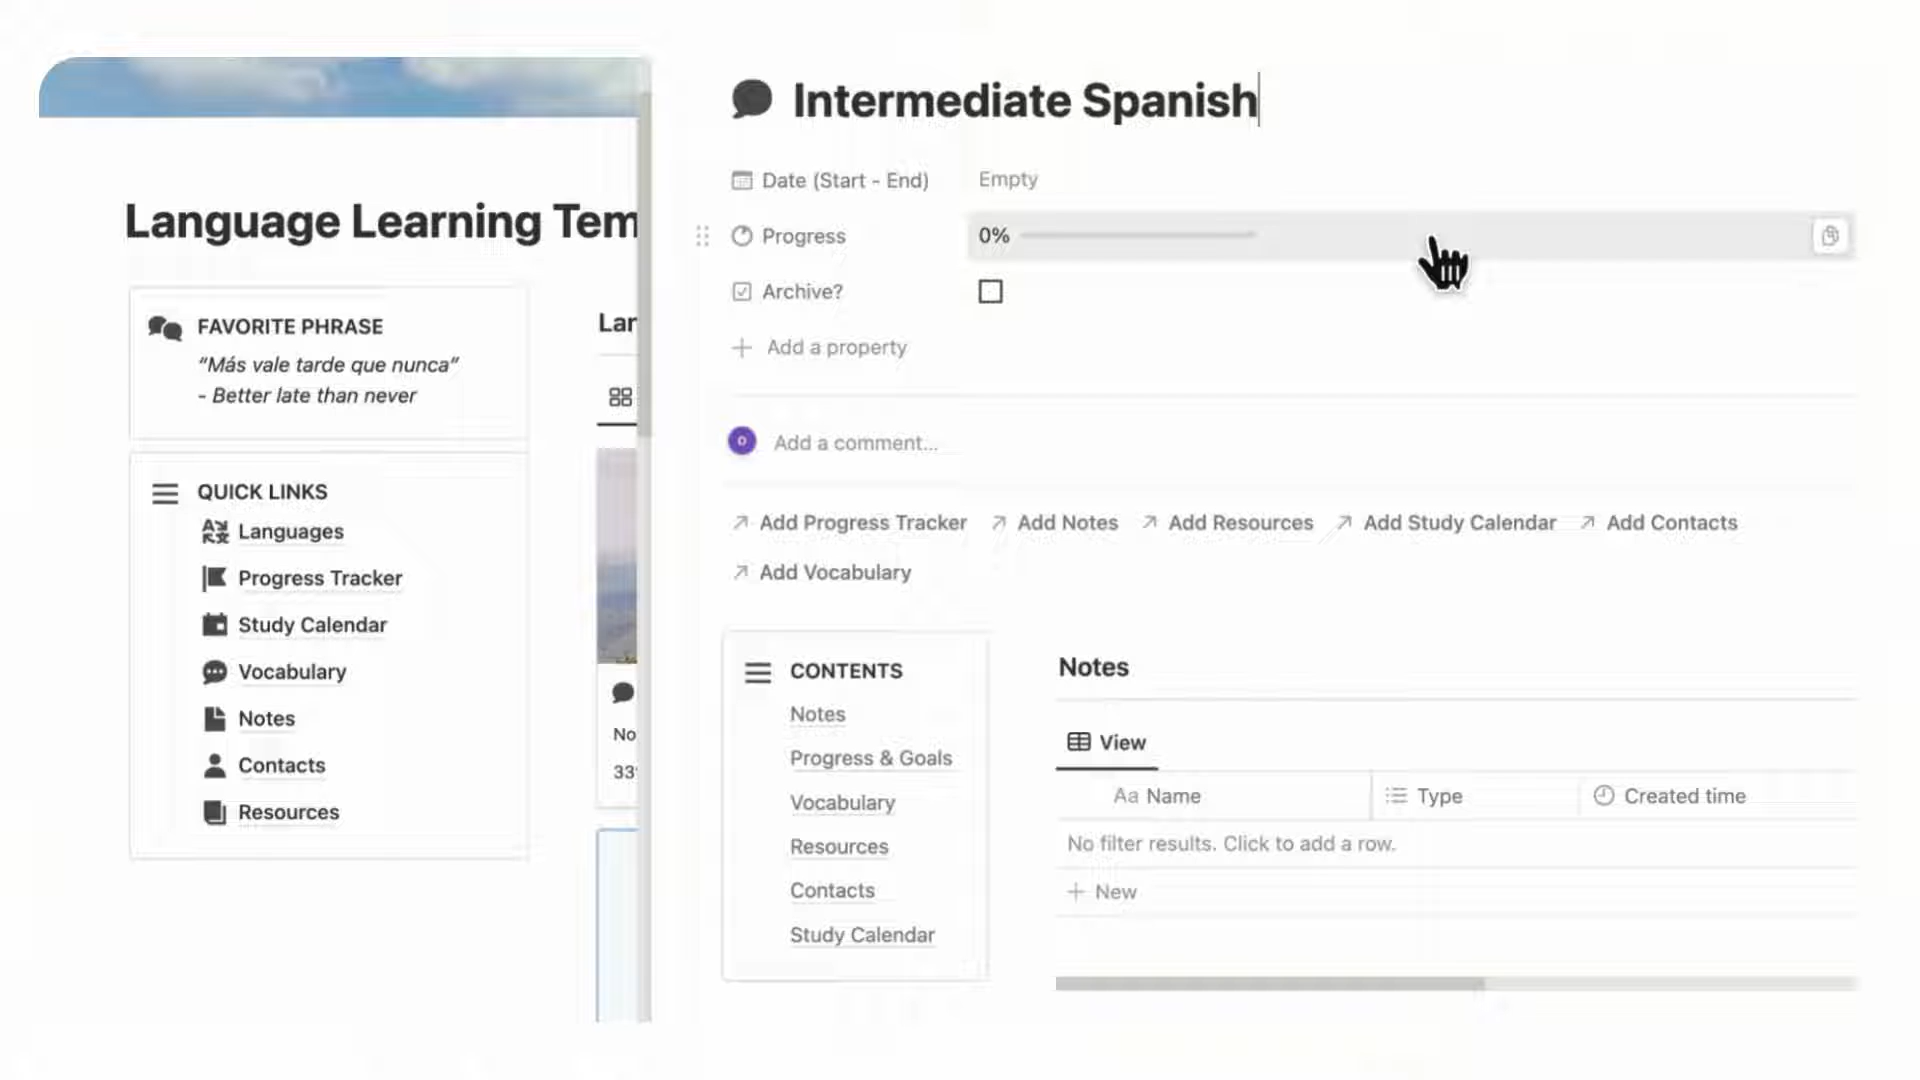 Language Learning Tem
FAVORITE PHRASE
“Más vale tarde que nunca”
- Better late than never
QUICK LINKS
Languages
Progress Tracker
Study Calendar
Vocabulary
Notes
Contacts
Resources
Lar
No
33
Intermediate Spanish
Date (Start - End) Empty
Progress 0%
Archive?
Add a property
Add a comment...
Add Progress Tracker Add Notes Add Resources Add Study Calendar Add Contacts
Add Vocabulary
CONTENTS
Notes
Progress & Goals
Vocabulary
Resources
Contacts
Study Calendar
Notes
View
Aa Name Type Created time
No filter results. Click to add a row.
+ New